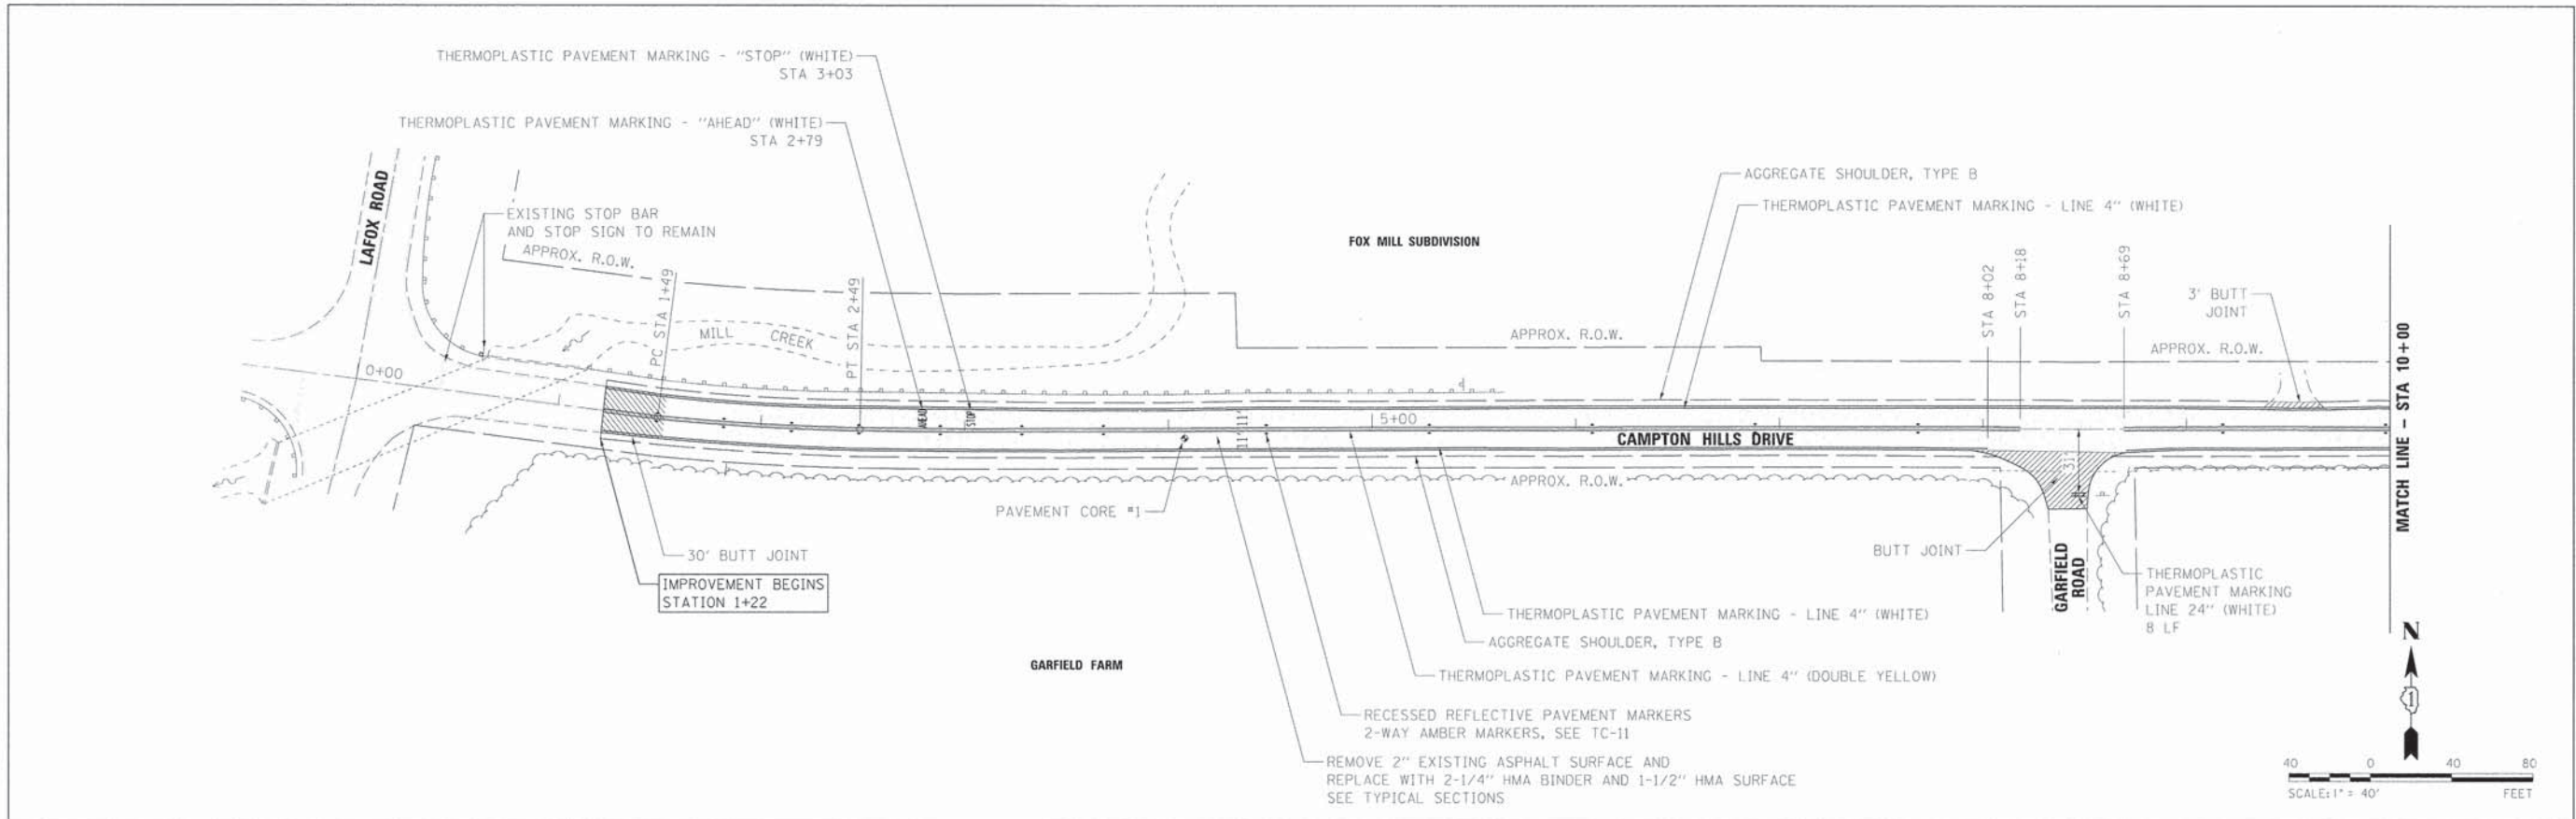 THERMOPLASTIC PAVEMENT MARKING - "STOP" (WHITE)
STA 3+03
THERMOPLASTIC PAVEMENT MARKING - "AHEAD" (WHITE)
STA 2+79
LAFOX ROAD
EXISTING STOP BAR
AND STOP SIGN TO REMAIN
APPROX. R.O.W.
PC STA 1+49
PT STA 2+49
MILL CREEK
0+00
AHEAD
STOP
FOX MILL SUBDIVISION
AGGREGATE SHOULDER, TYPE B
THERMOPLASTIC PAVEMENT MARKING - LINE 4" (WHITE)
STA 8+02
STA 8+18
STA 8+69
3' BUTT
JOINT
APPROX. R.O.W.
APPROX. R.O.W.
MATCH LINE - STA 10+00
11'
11'
5+00
CAMPTON HILLS DRIVE
31'
APPROX. R.O.W.
PAVEMENT CORE #1
30' BUTT JOINT
IMPROVEMENT BEGINS
STATION 1+22
BUTT JOINT
GARFIELD
ROAD
THERMOPLASTIC
PAVEMENT MARKING
LINE 24" (WHITE)
8 LF
THERMOPLASTIC PAVEMENT MARKING - LINE 4" (WHITE)
AGGREGATE SHOULDER, TYPE B
GARFIELD FARM
THERMOPLASTIC PAVEMENT MARKING - LINE 4" (DOUBLE YELLOW)
RECESSED REFLECTIVE PAVEMENT MARKERS
2-WAY AMBER MARKERS, SEE TC-11
REMOVE 2" EXISTING ASPHALT SURFACE AND
REPLACE WITH 2-1/4" HMA BINDER AND 1-1/2" HMA SURFACE
SEE TYPICAL SECTIONS
N
1
40 0 40 80
SCALE: 1" = 40' FEET